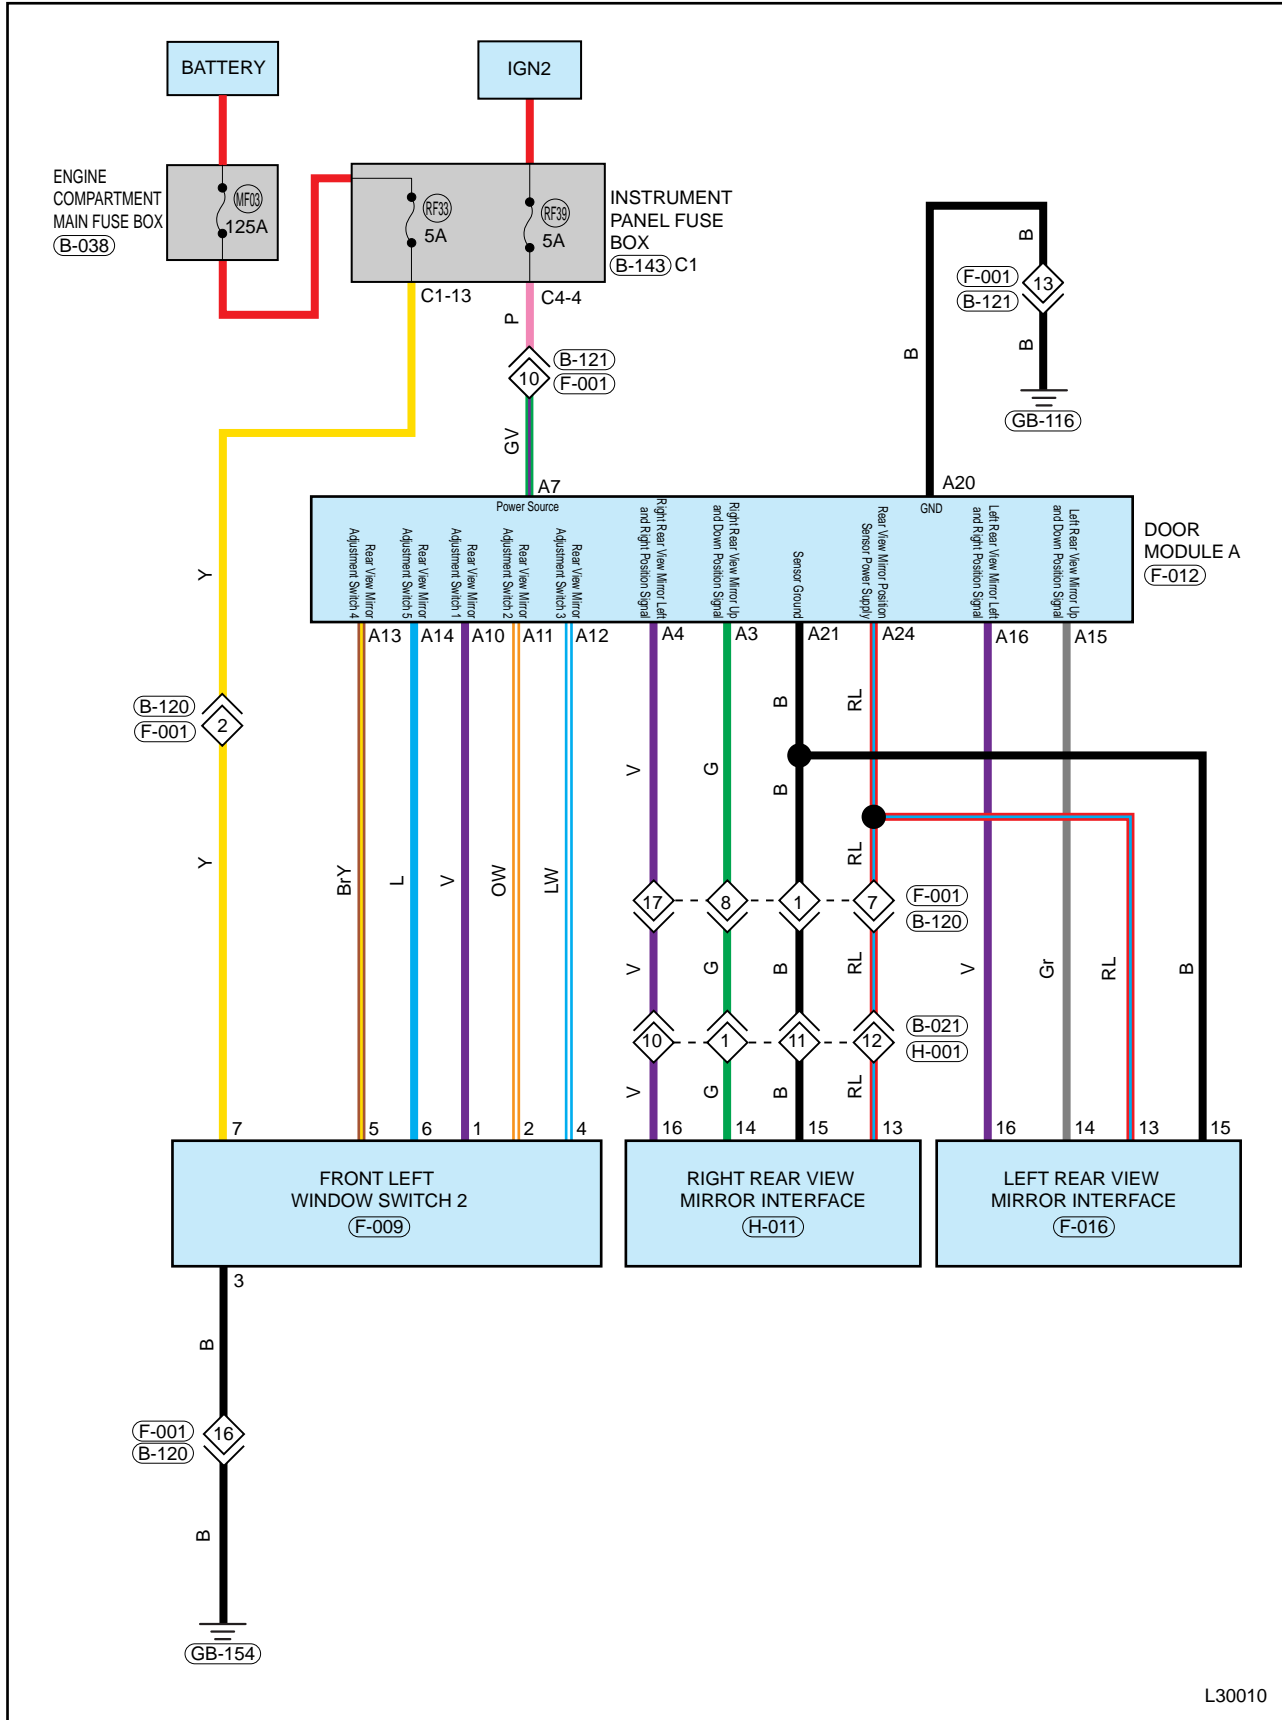 BATTERY
IGN2
ENGINE
COMPARTMENT
MAIN FUSE BOX
B-038
MF03
125A
RF33
5A
RF39
5A
INSTRUMENT
PANEL FUSE
BOX
B-143 C1
C1-13
C4-4
P
B-121
F-001
10
GV
B
F-001
B-121
13
B
B
GB-116
A7
A20
Power Source
GND
Rear View Mirror
Adjustment Switch 4
Rear View Mirror
Adjustment Switch 5
Rear View Mirror
Adjustment Switch 1
Rear View Mirror
Adjustment Switch 2
Rear View Mirror
Adjustment Switch 3
Right Rear View Mirror Left
and Right Position Signal
Right Rear View Mirror Up
and Down Position Signal
Sensor Ground
Rear View Mirror Position
Sensor Power Supply
Left Rear View Mirror Left
and Right Position Signal
Left Rear View Mirror Up
and Down Position Signal
DOOR
MODULE A
F-012
Y
A13
A14
A10
A11
A12
A4
A3
A21
A24
A16
A15
B
RL
B-120
F-001
2
V
G
B
Y
BrY
L
V
OW
LW
RL
17
8
1
7
F-001
B-120
V
G
B
RL
V
Gr
RL
B
10
1
11
12
B-021
H-001
V
G
B
RL
7
5
6
1
2
4
16
14
15
13
16
14
13
15
FRONT LEFT
WINDOW SWITCH 2
F-009
RIGHT REAR VIEW
MIRROR INTERFACE
H-011
LEFT REAR VIEW
MIRROR INTERFACE
F-016
3
B
F-001
B-120
16
B
GB-154
L30010